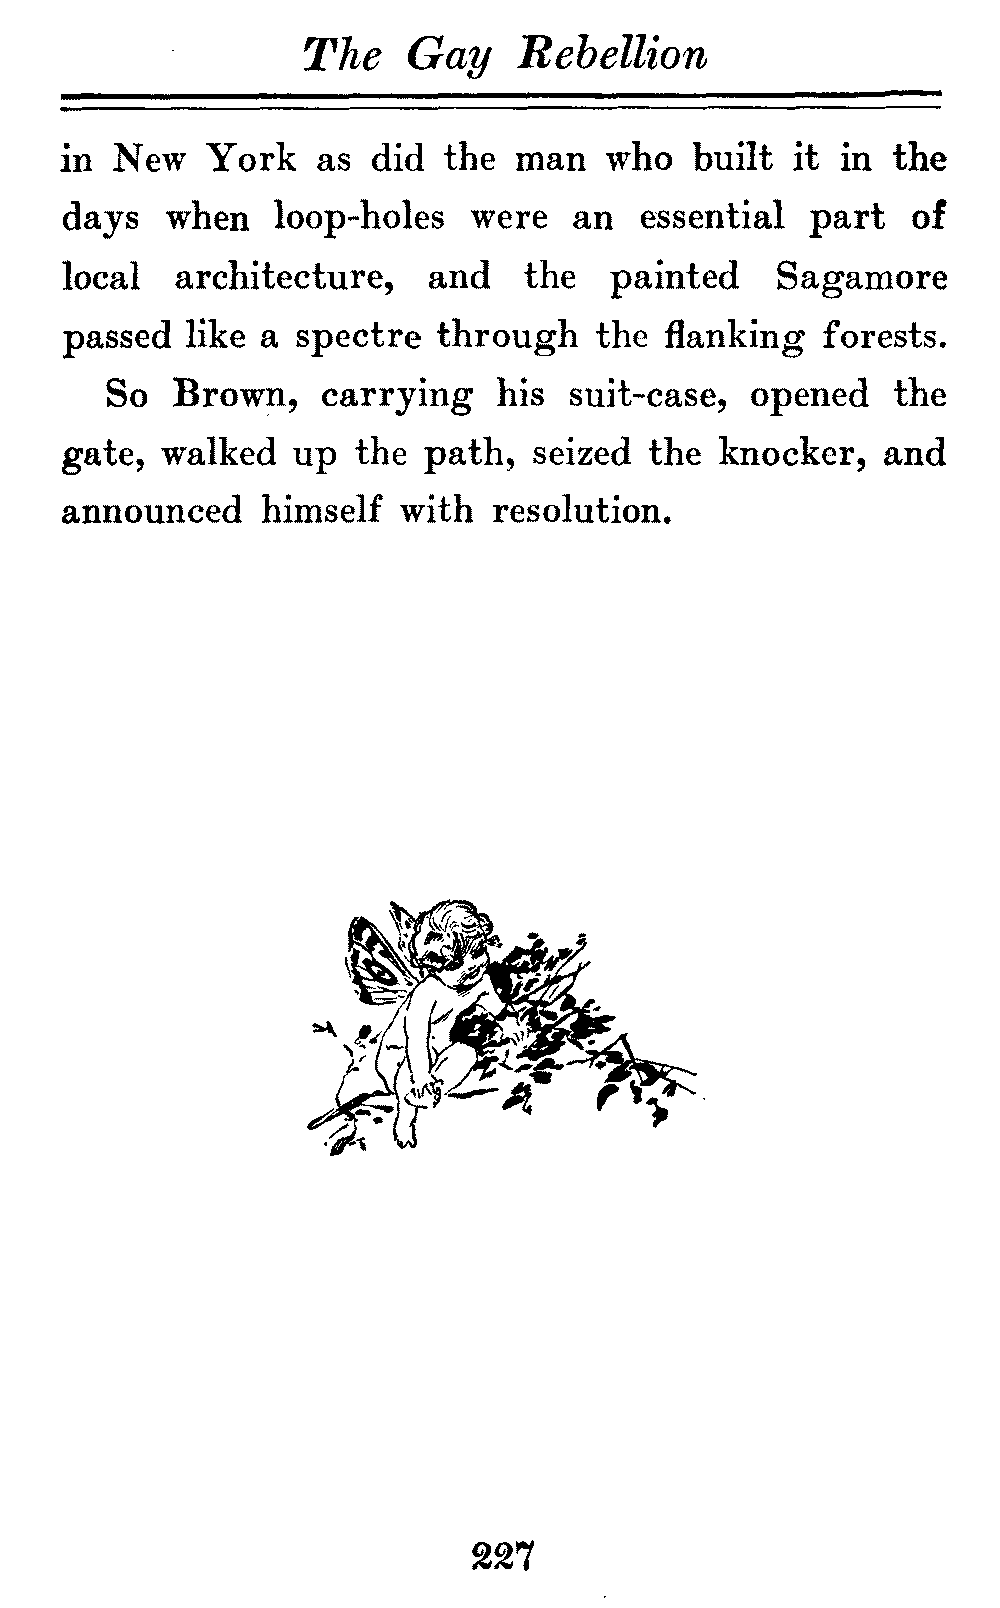 The Gay Rebellion
in New York as did the man who built it in the
days when loop-holes were an essential part of
local architecture, and the painted Sagamore
passed like a spectre through the flanking forests.
So Brown, carrying his suit-case, opened the
gate, walked up the path, seized the knocker, and
announced himself with resolution.
227